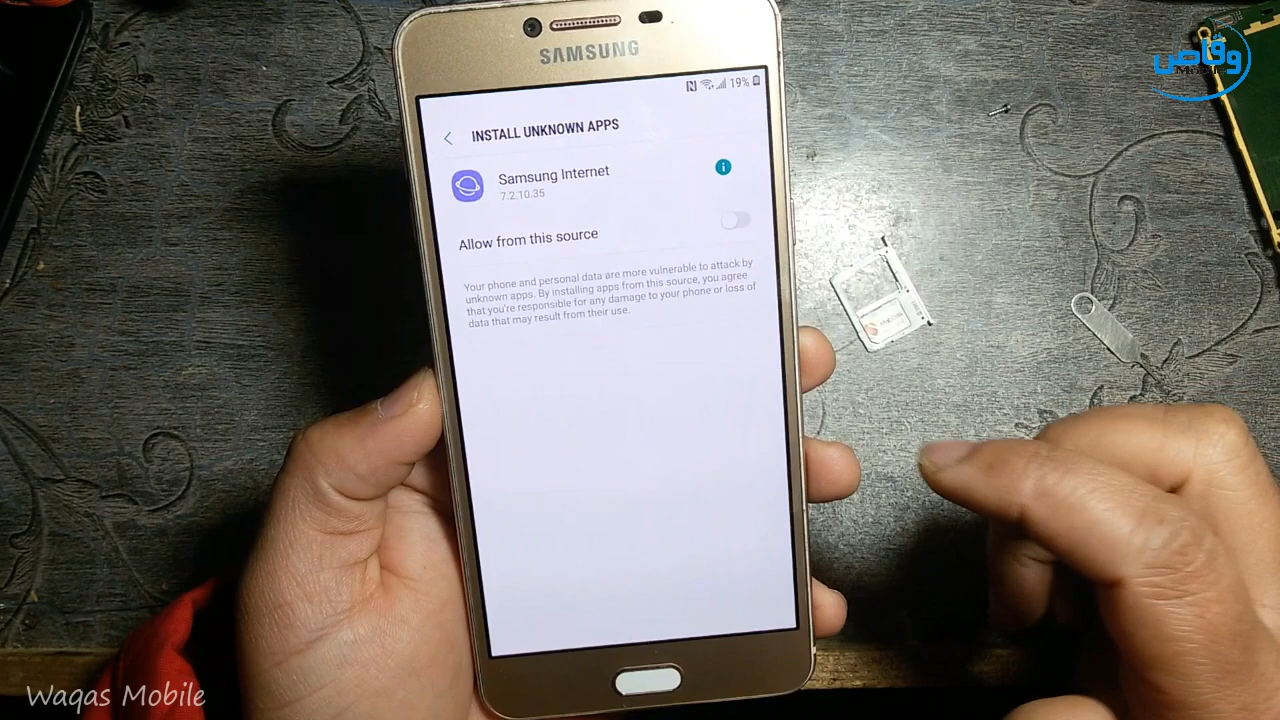 SAMSUNG
19%
INSTALL UNKNOWN APPS
Samsung Internet
7.2.10.35
Allow from this source
Your phone and personal data are more vulnerable to attack by
unknown apps. By installing apps from this source, you agree
that you're responsible for any damage to your phone or loss of
data that may result from their use.
وقاص
Mobile
Waqas Mobile